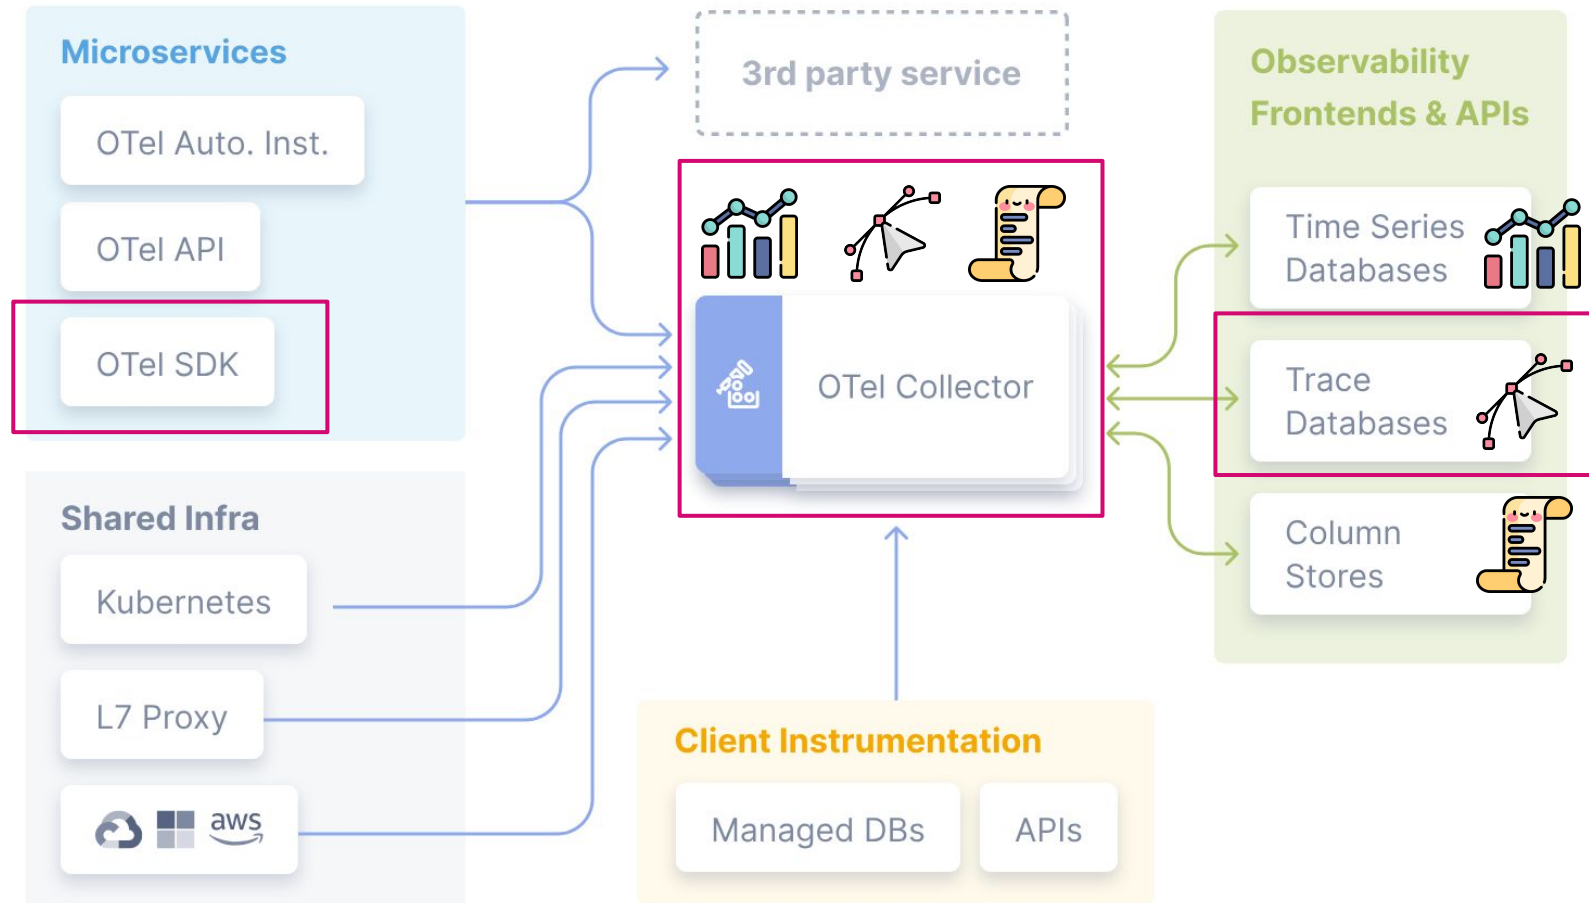 Microservices
OTel Auto. Inst.
OTel API
OTel SDK
Shared Infra
Kubernetes
L7 Proxy
aws
3rd party service
OTel Collector
Client Instrumentation
Managed DBs
APIs
Observability
Frontends & APIs
Time Series
Databases
Trace
Databases
Column
Stores